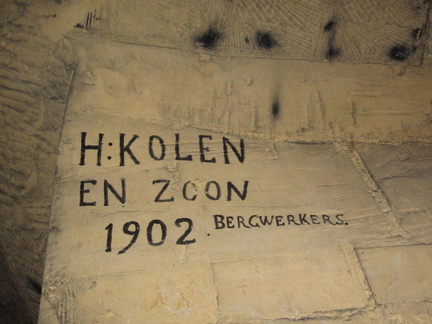 H: KOLEN
EN ZOON
1902. BERGWERKERS.